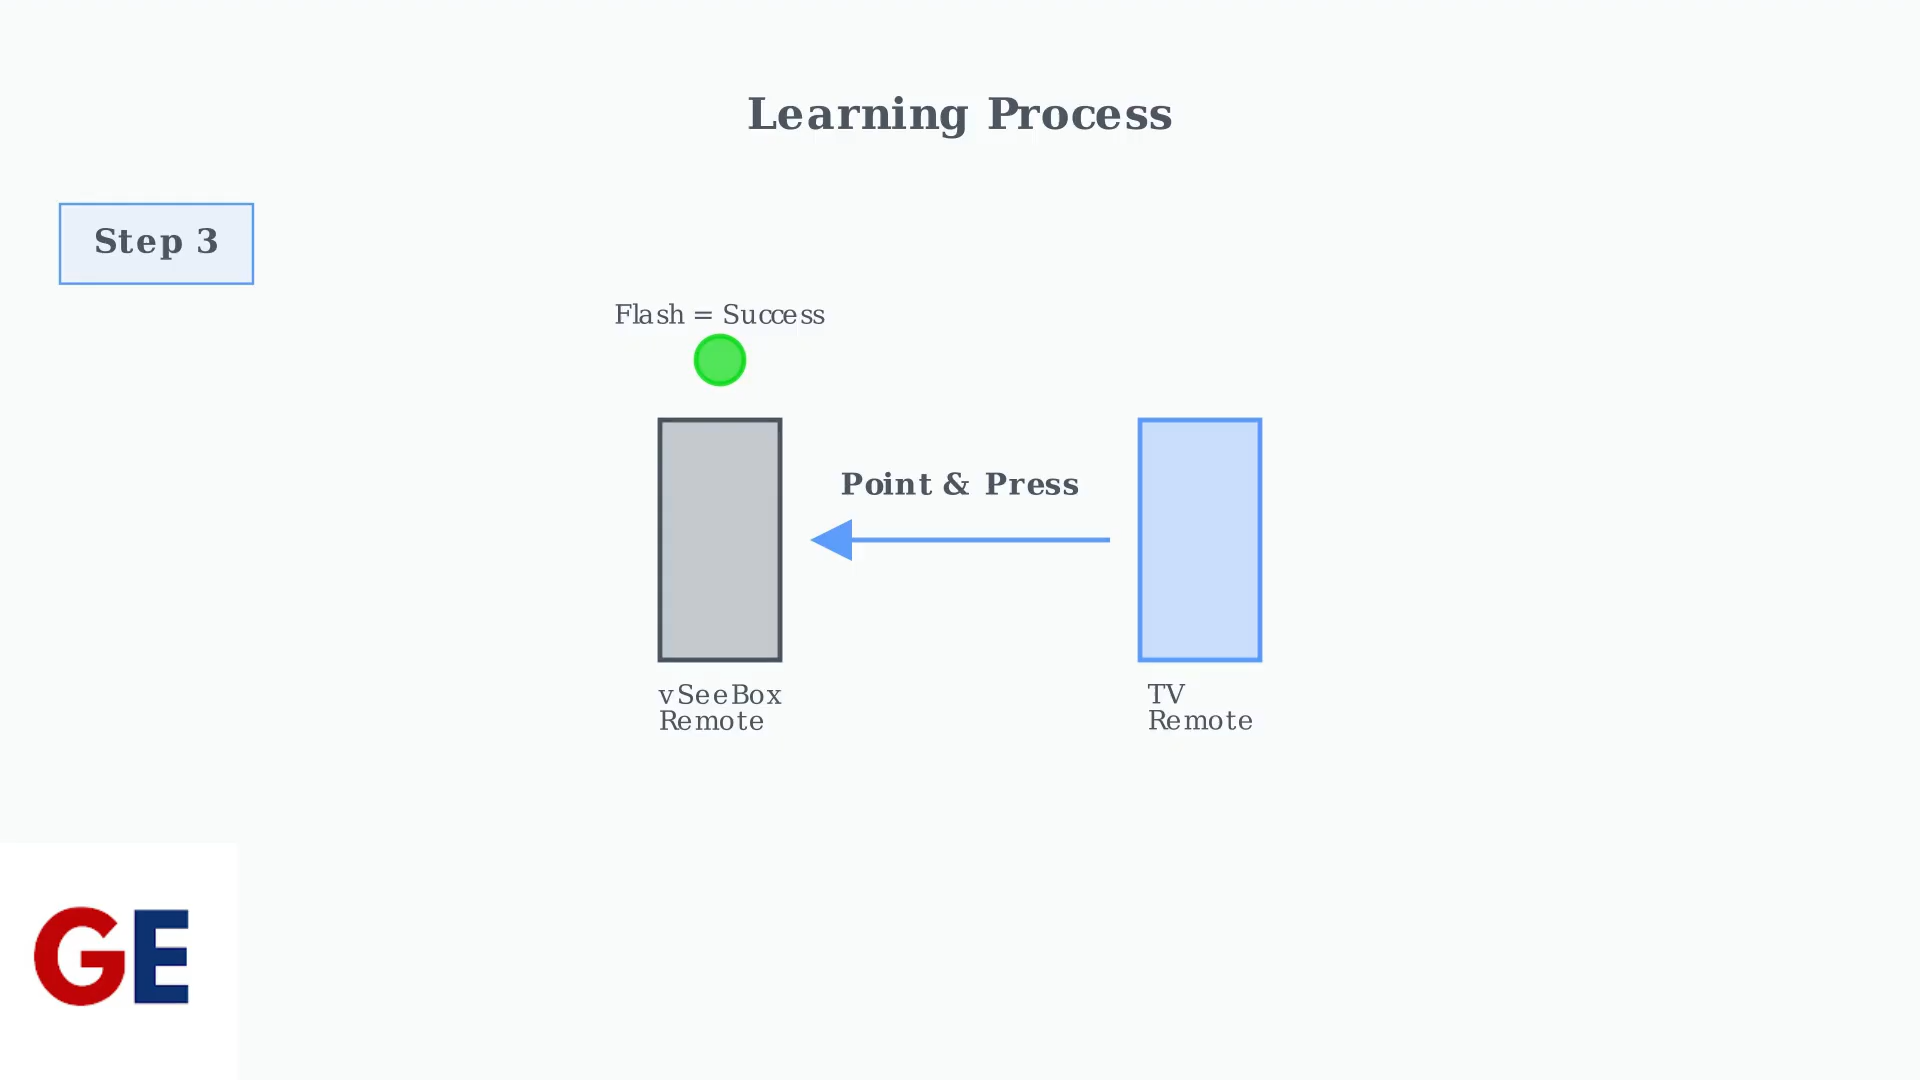 Learning Process
Step 3
Flash = Success
Point & Press
vSeeBox
Remote
TV
Remote
GE